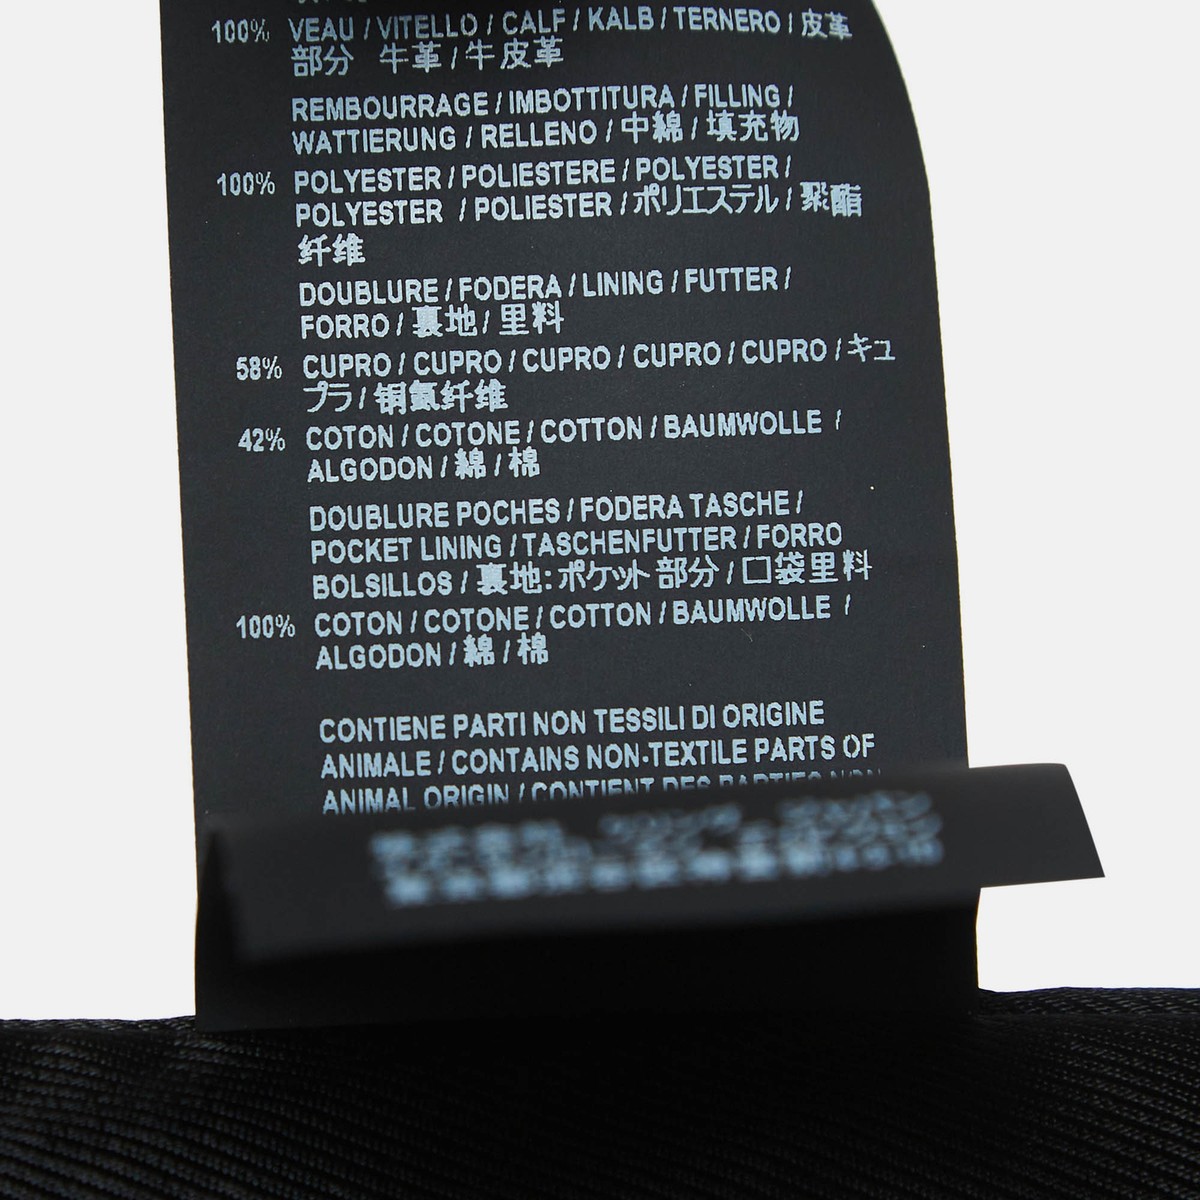 100% VEAU / VITELLO / CALF / KALB / TERNERO / 皮革
部分 牛革 / 牛皮革
REMBOURRAGE / IMBOTTITURA / FILLING /
WATTIERUNG / RELLENO / 中綿 / 填充物
100% POLYESTER / POLIESTERE / POLYESTER /
POLYESTER / POLIESTER / ポリエステル / 聚酯
纤维
DOUBLURE / FODERA / LINING / FUTTER /
FORRO / 裏地 / 里料
58% CUPRO / CUPRO / CUPRO / CUPRO / CUPRO / キュ
プラ / 铜氨纤维
42% COTON / COTONE / COTTON / BAUMWOLLE /
ALGODON / 綿 / 棉
DOUBLURE POCHES / FODERA TASCHE /
POCKET LINING / TASCHENFUTTER / FORRO
BOLSILLOS / 裏地: ポケット 部分 / 口袋里料
100% COTON / COTONE / COTTON / BAUMWOLLE /
ALGODON / 綿 / 棉
CONTIENE PARTI NON TESSILI DI ORIGINE
ANIMALE / CONTAINS NON-TEXTILE PARTS OF
ANIMAL ORIGIN / CONTIENT DES PARTIES NON